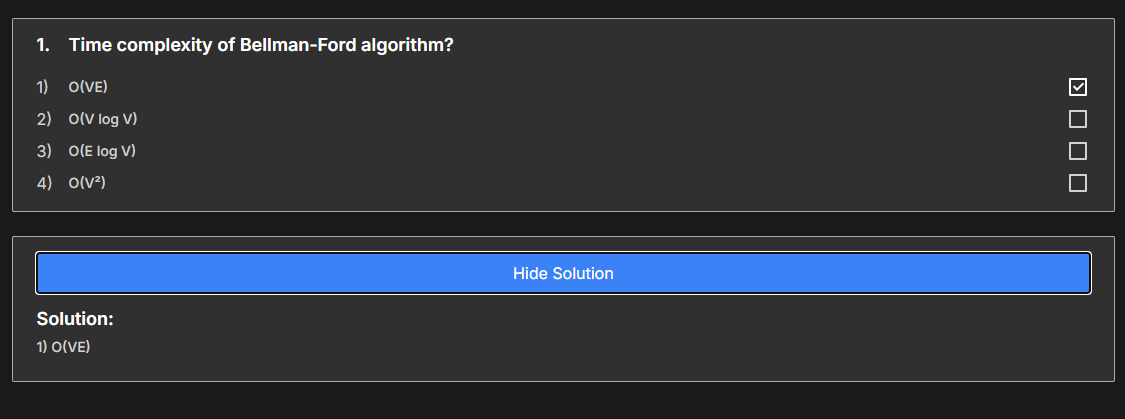 1. Time complexity of Bellman-Ford algorithm?
1) O(VE)
2) O(V log V)
3) O(E log V)
4) O(V²)
Hide Solution
Solution:
1) O(VE)